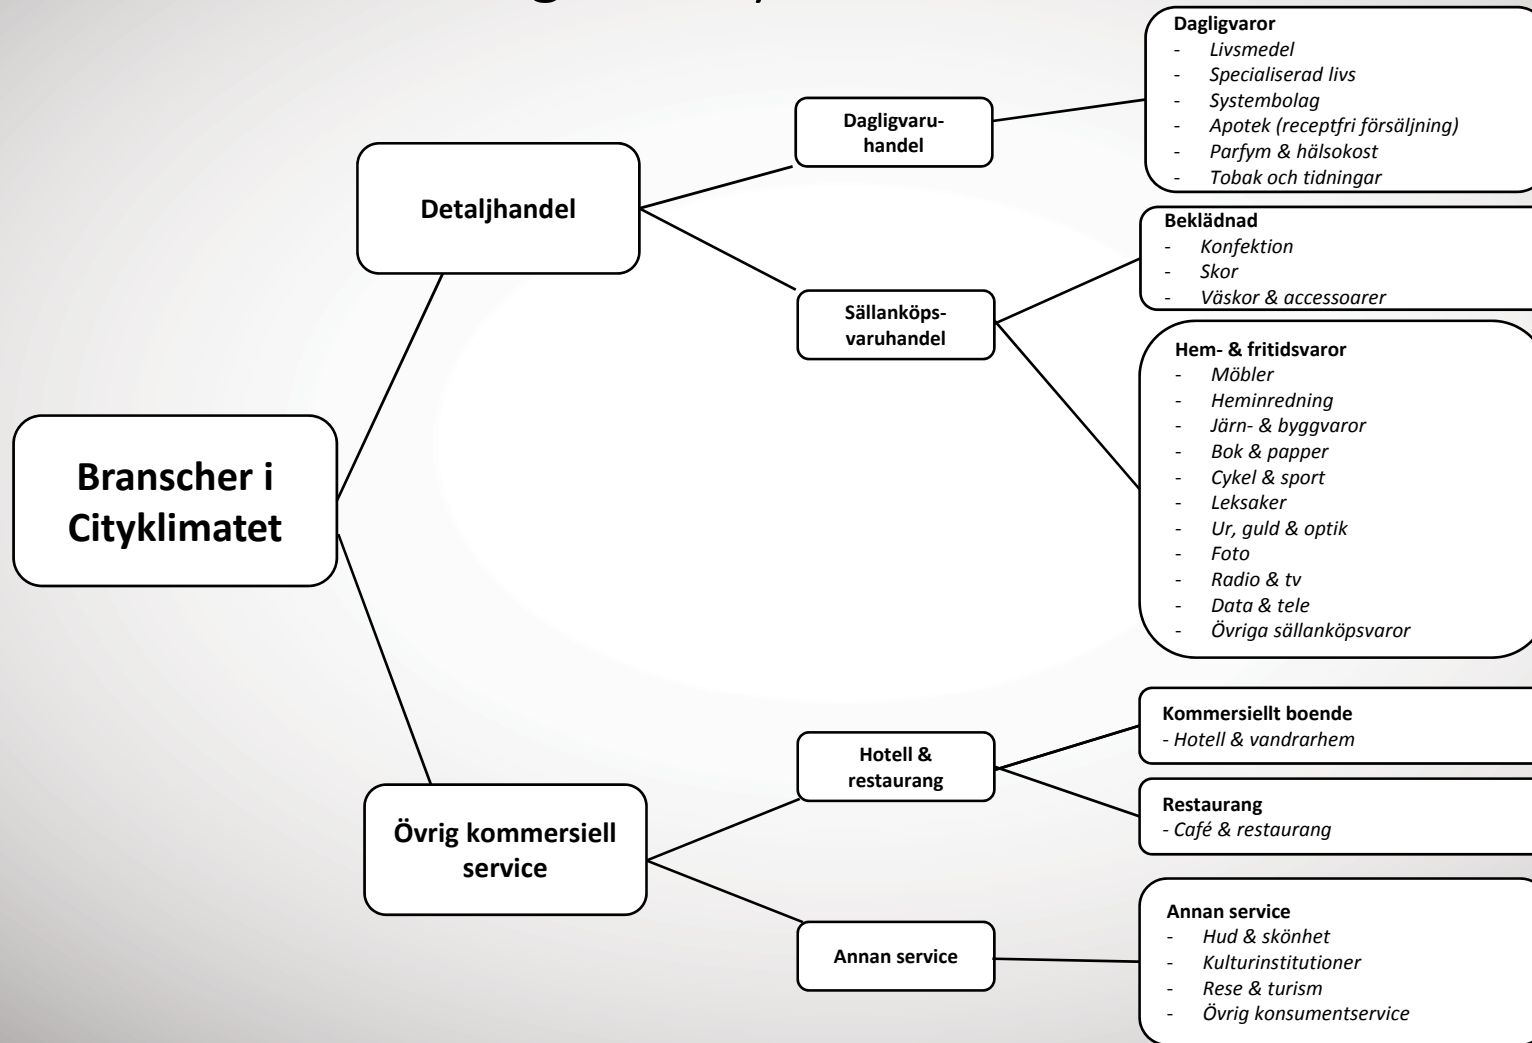 Branscher i
Cityklimatet
Detaljhandel
Dagligvaru-
handel
Dagligvaror
- Livsmedel
- Specialiserad livs
- Systembolag
- Apotek (receptfri försäljning)
- Parfym & hälsokost
- Tobak och tidningar
Sällanköps-
varuhandel
Beklädnad
- Konfektion
- Skor
- Väskor & accessoarer
Hem- & fritidsvaror
- Möbler
- Heminredning
- Järn- & byggvaror
- Bok & papper
- Cykel & sport
- Leksaker
- Ur, guld & optik
- Foto
- Radio & tv
- Data & tele
- Övriga sällanköpsvaror
Övrig kommersiell
service
Hotell &
restaurang
Kommersiellt boende
- Hotell & vandrarhem
Restaurang
- Café & restaurang
Annan service
Annan service
- Hud & skönhet
- Kulturinstitutioner
- Rese & turism
- Övrig konsumentservice